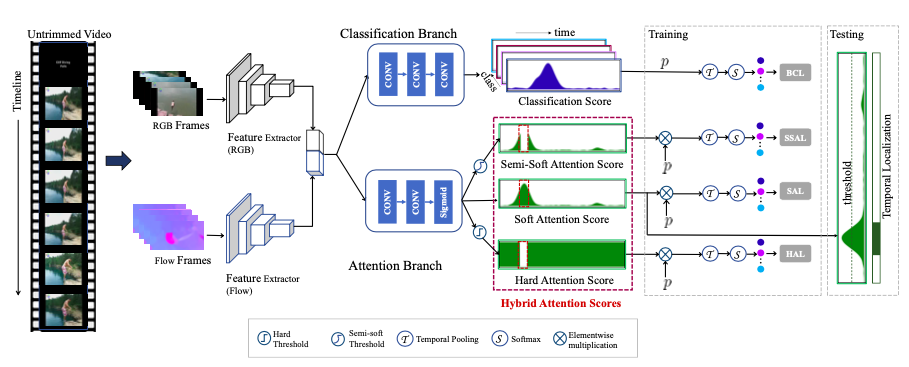 Untrimmed Video
Timeline
RGB Frames
Flow Frames
Feature Extractor
(RGB)
Feature Extractor
(Flow)
Classification Branch
CONV
CONV
CONV
CONV
CONV
Sigmoid
Attention Branch
time
class
Classification Score
Semi-Soft Attention Score
Soft Attention Score
Hard Attention Score
Hybrid Attention Scores
Training
p
𝒯
S
BCL
p
𝒯
S
SSAL
p
𝒯
S
SAL
p
𝒯
S
HAL
Testing
threshold
Temporal Localization
Hard
Threshold
Semi-soft
Threshold
𝒯
Temporal Pooling
S
Softmax
Elementwise
multiplication